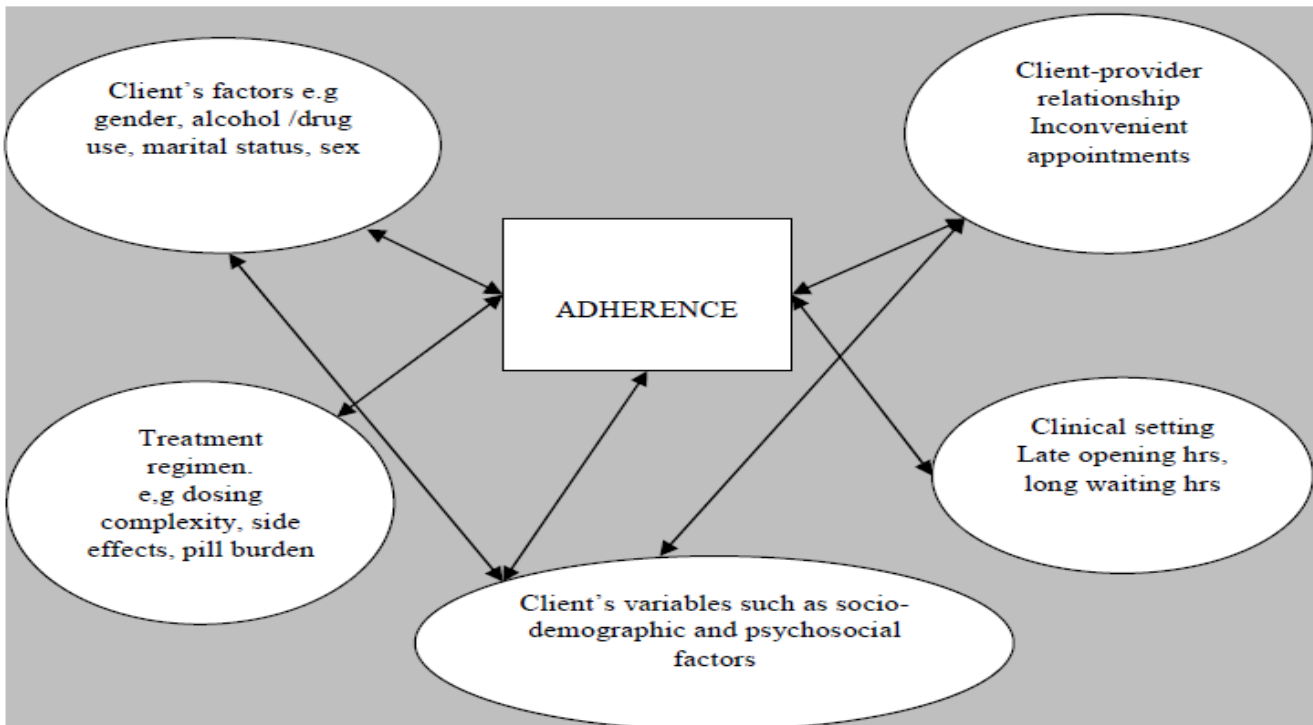 Client’s factors e.g
gender, alcohol /drug
use, marital status, sex
Client-provider
relationship
Inconvenient
appointments
ADHERENCE
Treatment
regimen.
e,g dosing
complexity, side
effects, pill burden
Clinical setting
Late opening hrs,
long waiting hrs
Client’s variables such as socio-
demographic and psychosocial
factors